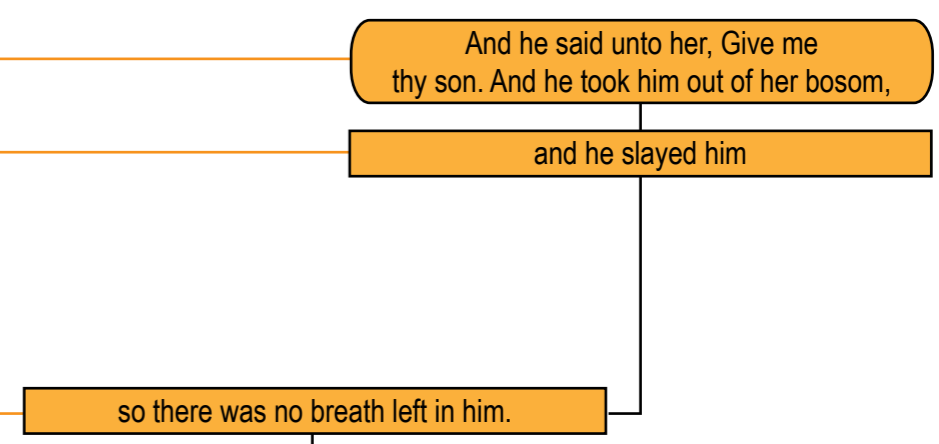 And he said unto her, Give me
thy son. And he took him out of her bosom,
and he slayed him
so there was no breath left in him.